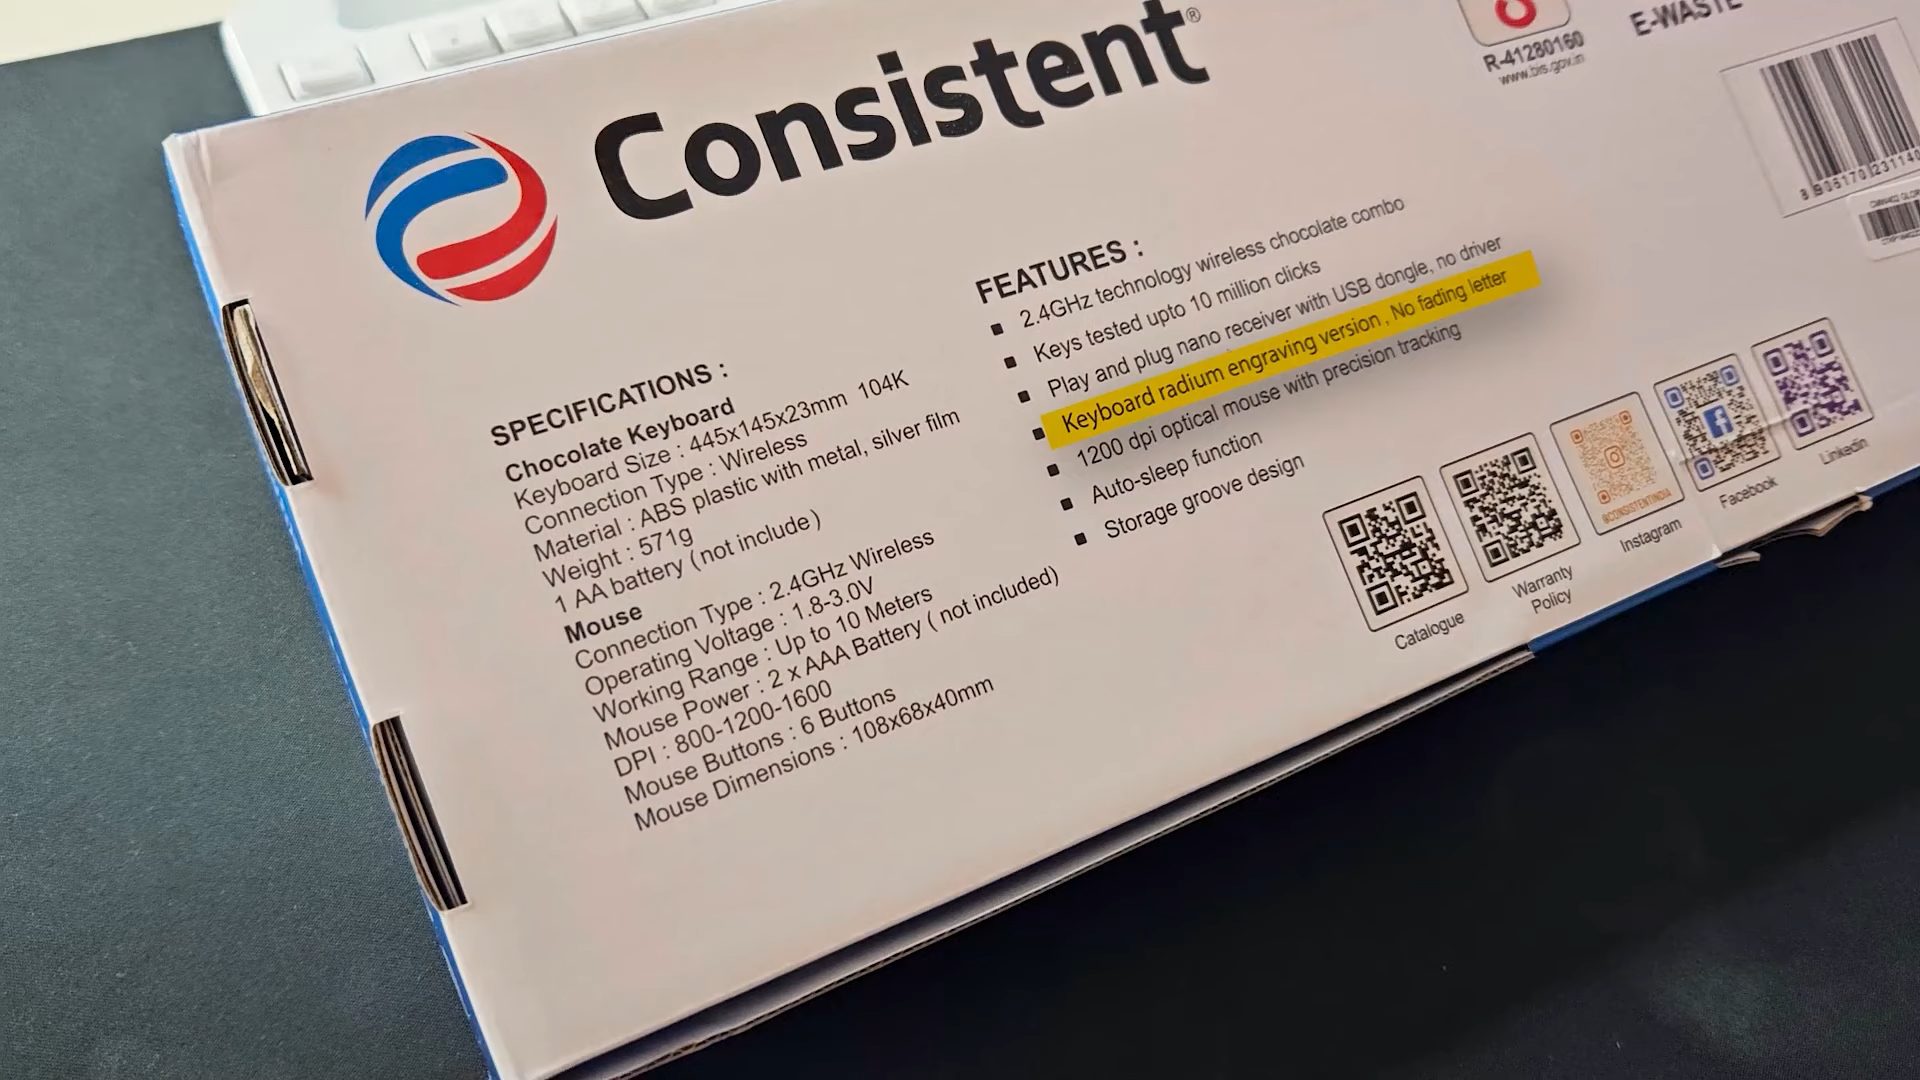 Consistent®
R-41280160
www.bis.gov.in
E-WASTE
SPECIFICATIONS :
Chocolate Keyboard
Keyboard Size : 445x145x23mm 104K
Connection Type : Wireless
Material : ABS plastic with metal, silver film
Weight : 571g
1 AA battery (not include)
Mouse
Connection Type : 2.4GHz Wireless
Operating Voltage : 1.8-3.0V
Working Range : Up to 10 Meters
Mouse Power : 2 x AAA Battery ( not included)
DPI : 800-1200-1600
Mouse Buttons : 6 Buttons
Mouse Dimensions : 108x68x40mm
FEATURES :
2.4GHz technology wireless chocolate combo
Keys tested upto 10 million clicks
Play and plug nano receiver with USB dongle, no driver
Keyboard radium engraving version , No fading letter
1200 dpi optical mouse with precision tracking
Auto-sleep function
Storage groove design
Catalogue
Warranty
Policy
@CONSISTENTINDIA
Instagram
Facebook
Linkedin